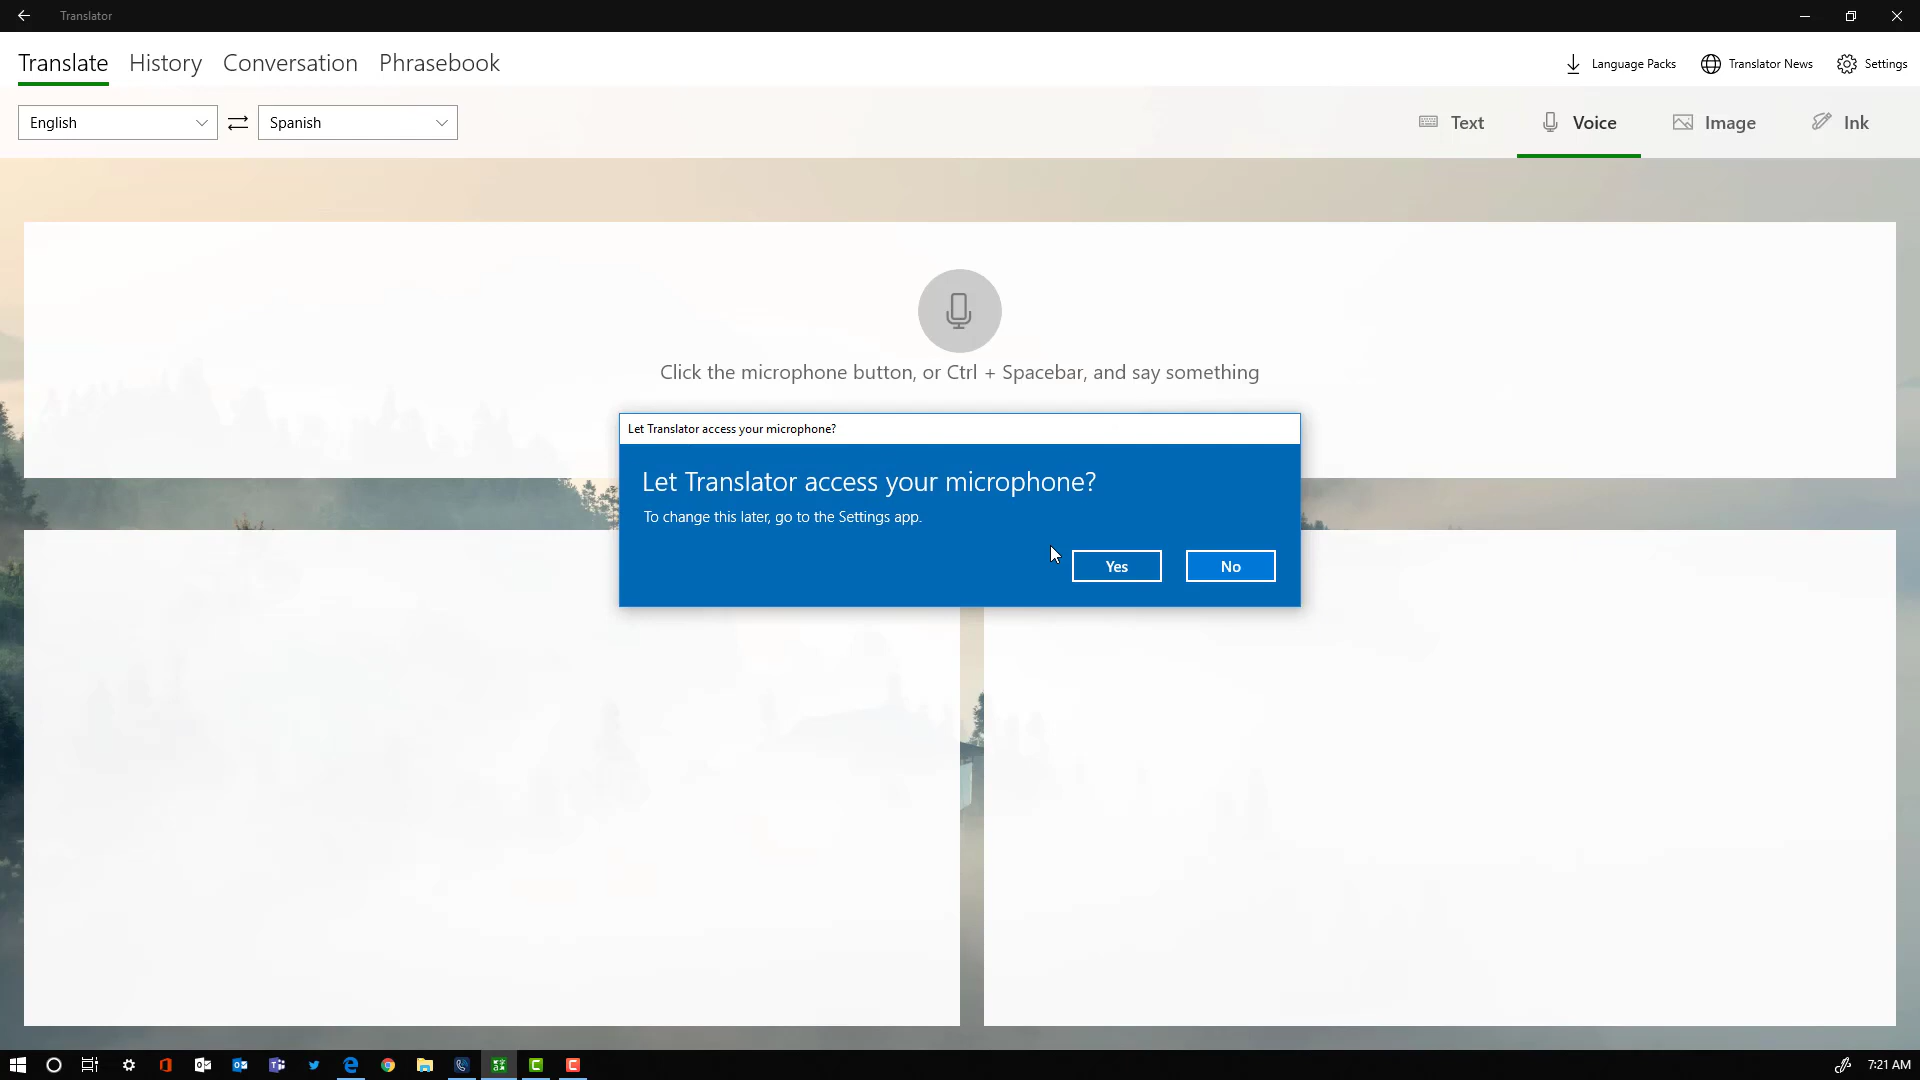 Translator
Translate History Conversation Phrasebook
Language Packs Translator News Settings
English Spanish
Text Voice Image Ink
Click the microphone button, or Ctrl + Spacebar, and say something
Let Translator access your microphone?
Let Translator access your microphone?
To change this later, go to the Settings app.
Yes No
7:21 AM